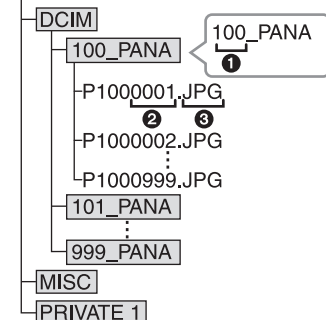 DCIM
100_PANA
100_PANA
❶
P1000001.JPG
❷ ❸
P1000002.JPG
P1000999.JPG
101_PANA
999_PANA
MISC
PRIVATE 1